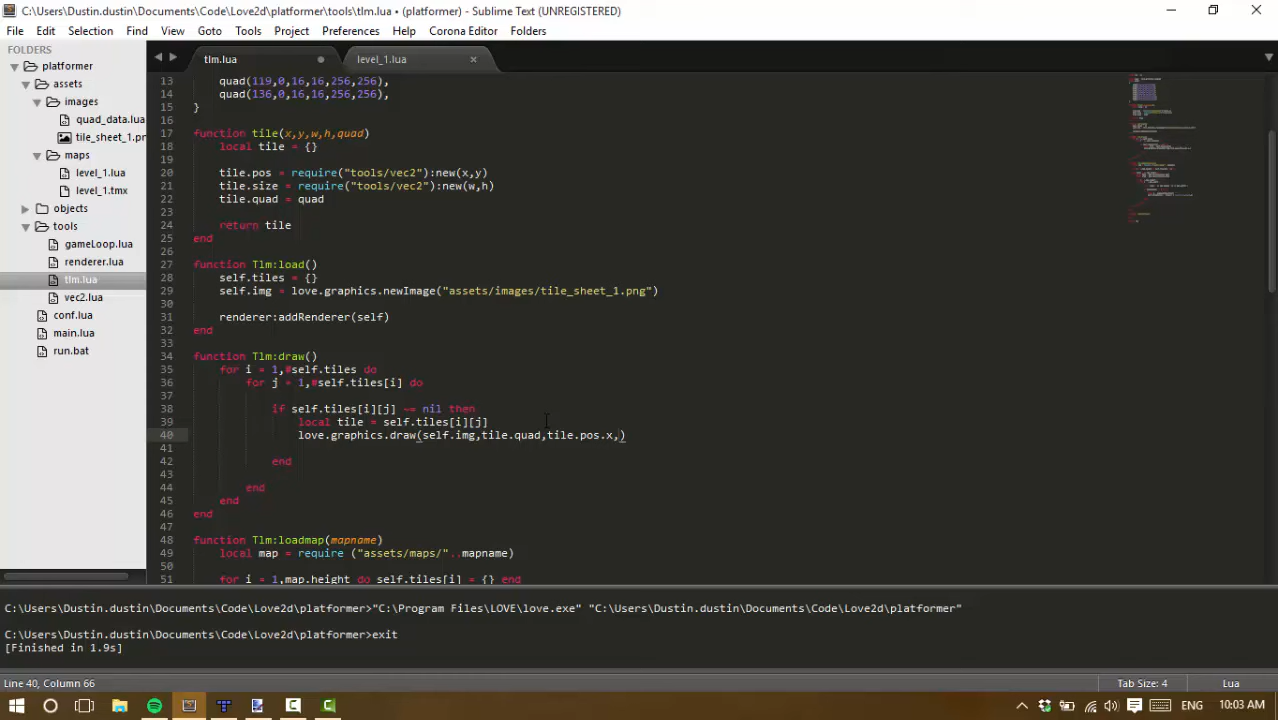 C:\Users\Dustin.dustin\Documents\Code\Love2d\platformer\tools\tlm.lua • (platformer) - Sublime Text (UNREGISTERED)
File Edit Selection Find View Goto Tools Project Preferences Help Corona Editor Folders
FOLDERS
platformer
assets
images
quad_data.lua
tile_sheet_1.pn
maps
level_1.lua
level_1.tmx
objects
tools
gameLoop.lua
renderer.lua
tlm.lua
vec2.lua
conf.lua
main.lua
run.bat
tlm.lua level_1.lua
13 quad(119,0,16,16,256,256),
14 quad(136,0,16,16,256,256),
15 }
16
17 function tile(x,y,w,h,quad)
18 local tile = {}
19
20 tile.pos = require("tools/vec2"):new(x,y)
21 tile.size = require("tools/vec2"):new(w,h)
22 tile.quad = quad
23
24 return tile
25 end
26
27 function Tlm:load()
28 self.tiles = {}
29 self.img = love.graphics.newImage("assets/images/tile_sheet_1.png")
30
31 renderer:addRenderer(self)
32 end
33
34 function Tlm:draw()
35 for i = 1,#self.tiles do
36 for j = 1,#self.tiles[i] do
37
38 if self.tiles[i][j] ~= nil then
39 local tile = self.tiles[i][j]
40 love.graphics.draw(self.img,tile.quad,tile.pos.x,)
41
42 end
43
44 end
45 end
46 end
47
48 function Tlm:loadmap(mapname)
49 local map = require ("assets/maps/"..mapname)
50
51 for i = 1,map.height do self.tiles[i] = {} end
C:\Users\Dustin.dustin\Documents\Code\Love2d\platformer>"C:\Program Files\LOVE\love.exe" "C:\Users\Dustin.dustin\Documents\Code\Love2d\platformer"
C:\Users\Dustin.dustin\Documents\Code\Love2d\platformer>exit
[Finished in 1.9s]
Line 40, Column 66 Tab Size: 4 Lua
ENG 10:03 AM